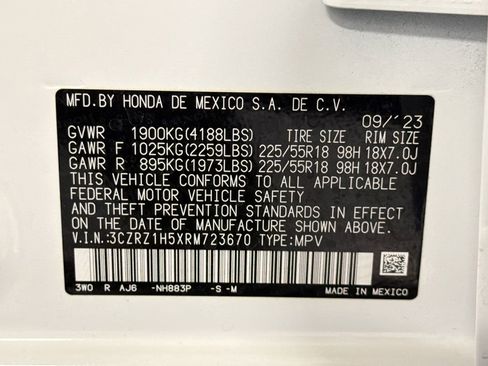 MFD.BY HONDA DE MEXICO S.A. DE C.V.
09/'23
GVWR 1900KG(4188LBS) TIRE SIZE RIM SIZE
GAWR F 1025KG(2259LBS) 225/55R18 98H 18X7.0J
GAWR R 895KG(1973LBS) 225/55R18 98H 18X7.0J
THIS VEHICLE CONFORMS TO ALL APPLICABLE
FEDERAL MOTOR VEHICLE SAFETY
AND THEFT PREVENTION STANDARDS IN EFFECT
ON THE DATE OF MANUFACTURE SHOWN ABOVE.
V.I.N.:3CZRZ1H5XRM723670 TYPE:MPV
3WO R AJ6 -NH883P -S -M MADE IN MEXICO